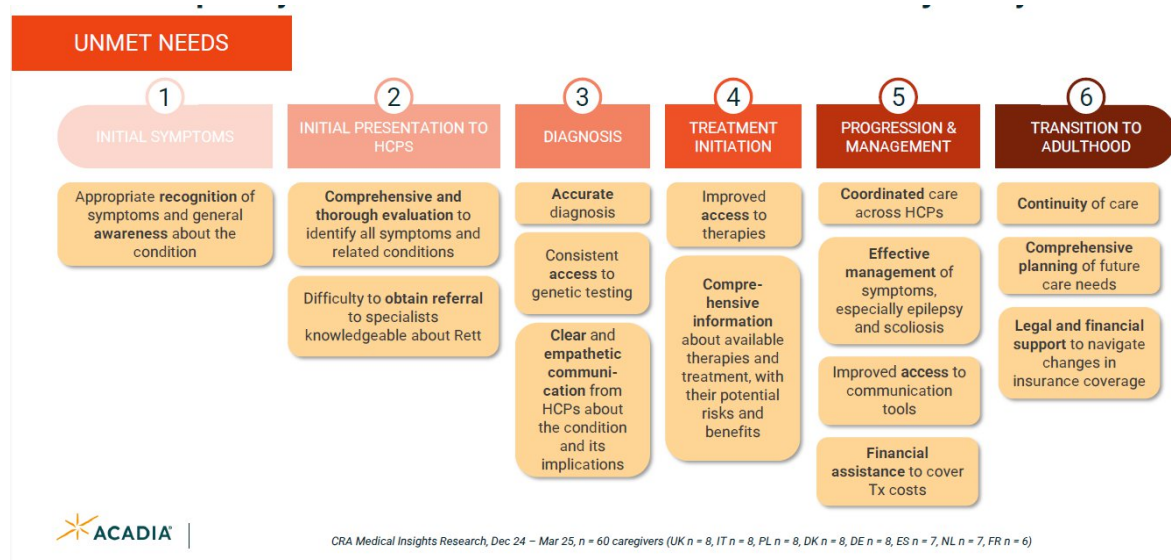 UNMET NEEDS
1
INITIAL SYMPTOMS
Appropriate recognition of
symptoms and general
awareness about the
condition
2
INITIAL PRESENTATION TO
HCPS
Comprehensive and
thorough evaluation to
identify all symptoms and
related conditions
Difficulty to obtain referral
to specialists
knowledgeable about Rett
3
DIAGNOSIS
Accurate
diagnosis
Consistent
access to
genetic testing
Clear and
empathetic
communi-
cation from
HCPs about
the condition
and its
implications
4
TREATMENT
INITIATION
Improved
access to
therapies
Compre-
hensive
information
about available
therapies and
treatment, with
their potential
risks and
benefits
5
PROGRESSION &
MANAGEMENT
Coordinated care
across HCPs
Effective
management of
symptoms,
especially epilepsy
and scoliosis
Improved access to
communication
tools
Financial
assistance to cover
Tx costs
6
TRANSITION TO
ADULTHOOD
Continuity of care
Comprehensive
planning of future
care needs
Legal and financial
support to navigate
changes in
insurance coverage
ACADIA®
CRA Medical Insights Research, Dec 24 – Mar 25, n = 60 caregivers (UK n = 8, IT n = 8, PL n = 8, DK n = 8, DE n = 8, ES n = 7, NL n = 7, FR n = 6)